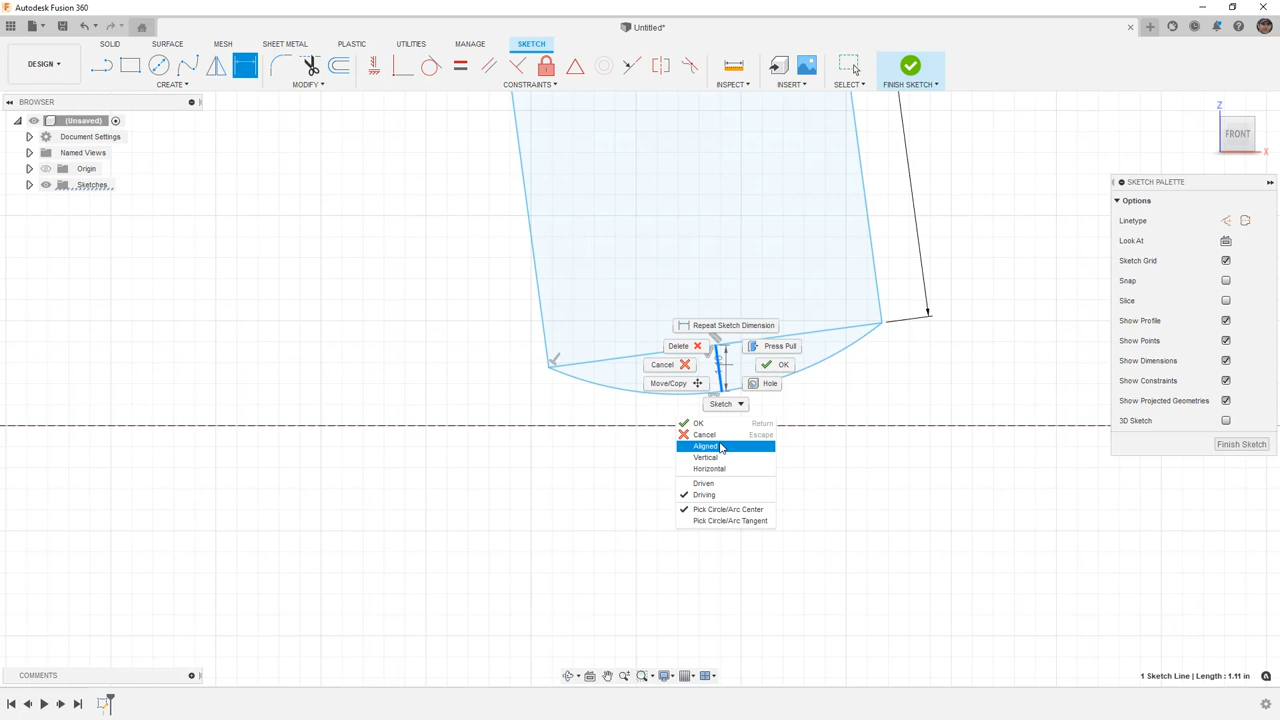 Autodesk Fusion 360
Untitled*
DESIGN
SOLID
SURFACE
MESH
SHEET METAL
PLASTIC
UTILITIES
MANAGE
SKETCH
CREATE
MODIFY
CONSTRAINTS
INSPECT
INSERT
SELECT
FINISH SKETCH
BROWSER
(Unsaved)
Document Settings
Named Views
Origin
Sketches
Z
FRONT
X
SKETCH PALETTE
Options
Linetype
Look At
Sketch Grid
Snap
Slice
Show Profile
Show Points
Show Dimensions
Show Constraints
Show Projected Geometries
3D Sketch
Finish Sketch
Repeat Sketch Dimension
Delete
Press Pull
Cancel
OK
Move/Copy
Hole
Sketch
OK Return
Cancel Escape
Aligned
Vertical
Horizontal
Driven
Driving
Pick Circle/Arc Center
Pick Circle/Arc Tangent
COMMENTS
1 Sketch Line | Length : 1.11 in